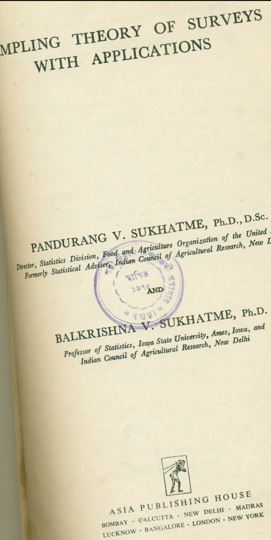 MPLING THEORY OF SURVEYS
WITH APPLICATIONS
PANDURANG V. SUKHATME, Ph.D., D.Sc.
Director, Statistics Division, Food and Agriculture Organization of the United
Formerly Statistical Adviser, Indian Council of Agricultural Research, New D
AND
BALKRISHNA V. SUKHATME, Ph.D.
Professor of Statistics, Iowa State University, Ames, Iowa, and
Indian Council of Agricultural Research, New Delhi
ASIA PUBLISHING HOUSE
BOMBAY · CALCUTTA · NEW DELHI · MADRAS
LUCKNOW · BANGALORE · LONDON · NEW YORK